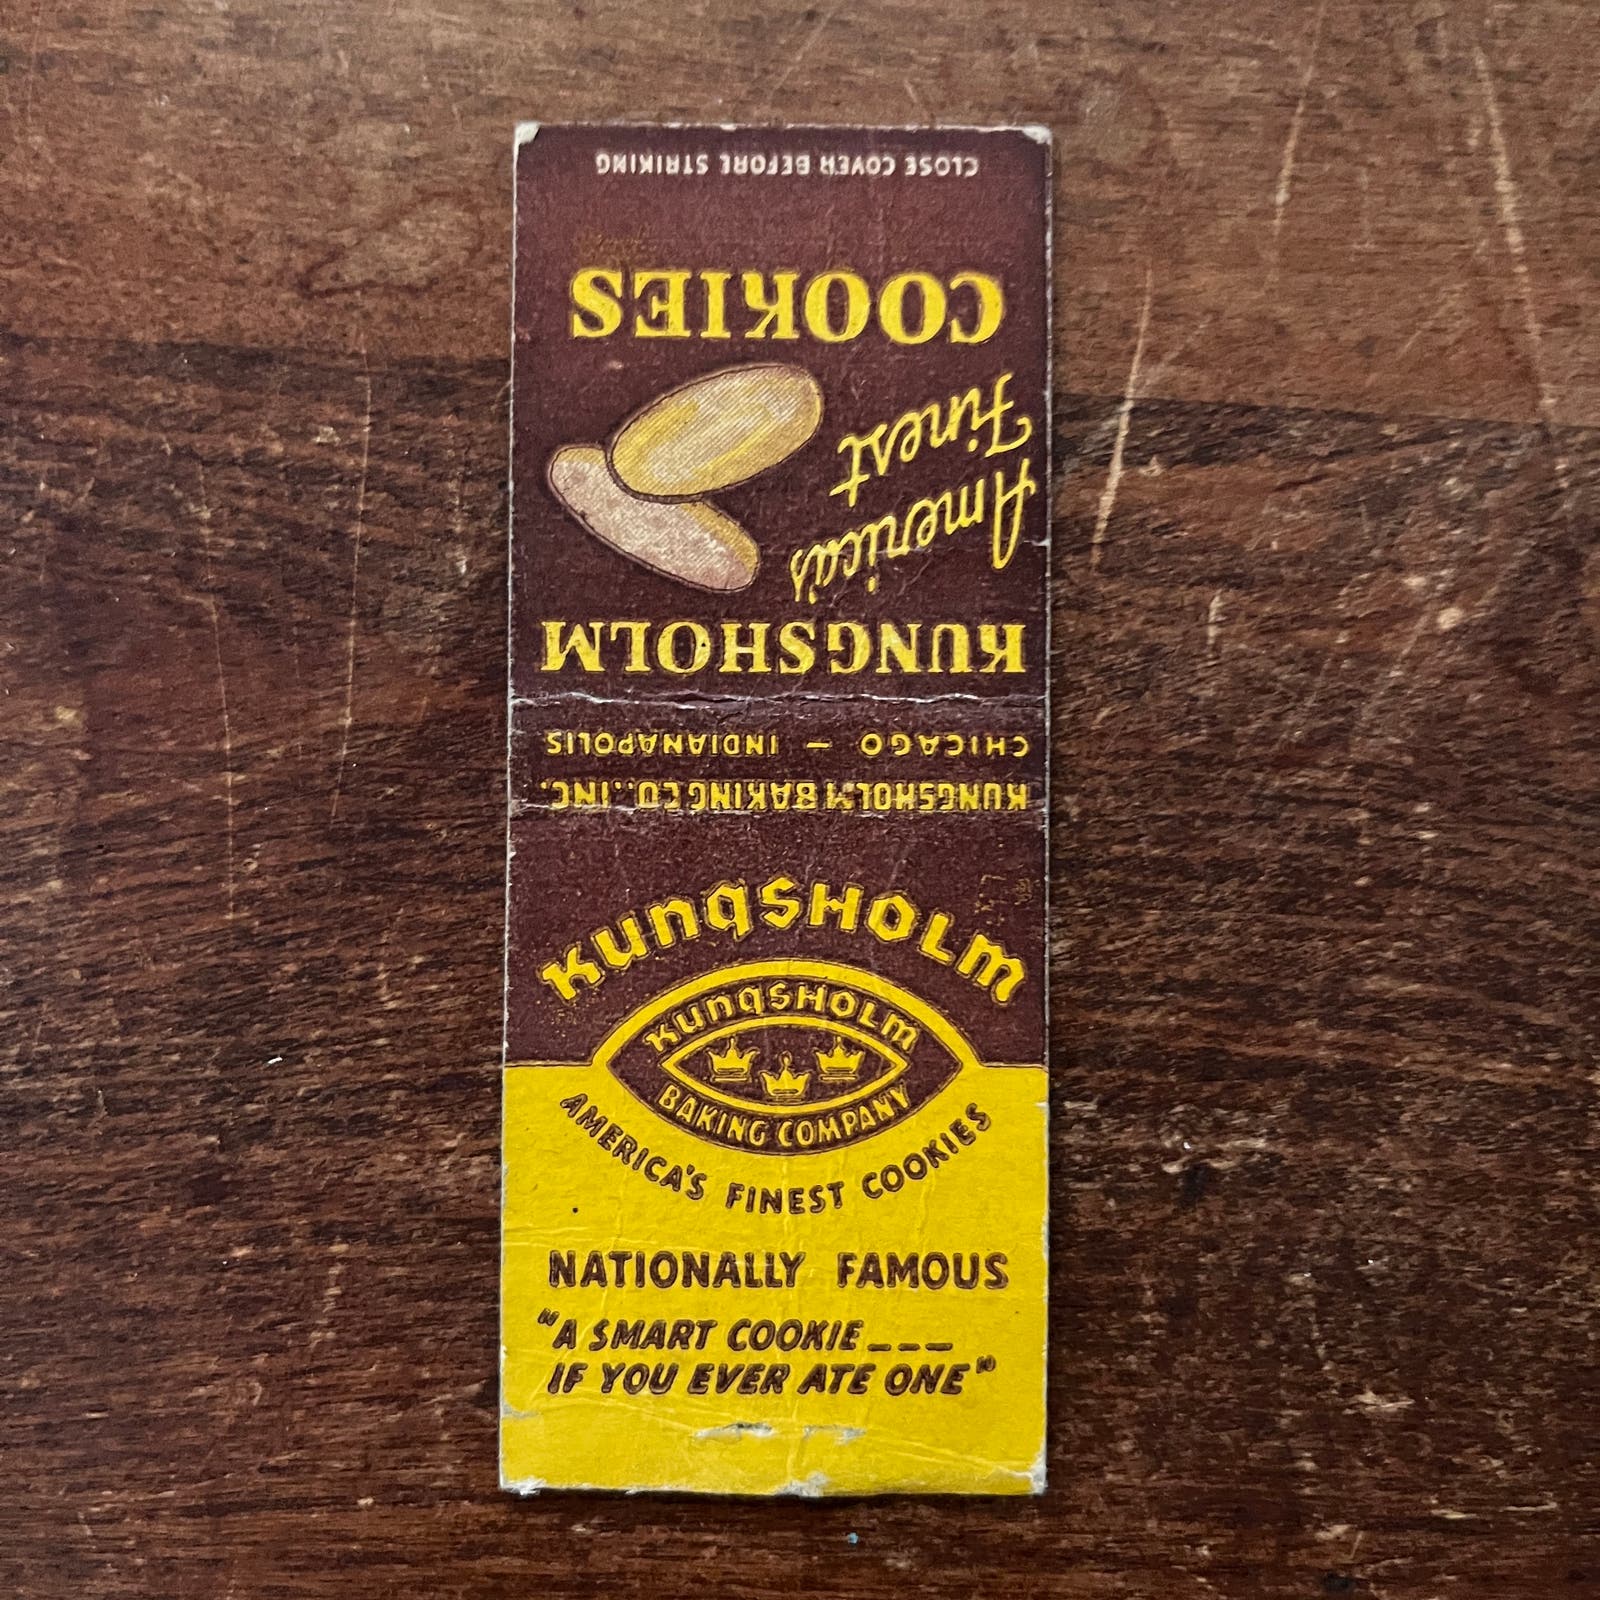 CLOSE COVER BEFORE STRIKING
COOKIES
America's
Finest
KUNGSHOLM
CHICAGO — INDIANAPOLIS
KUNGSHOLM BAKING CO., INC.
KUNGSHOLM
KUNGSHOLM
BAKING COMPANY
AMERICA'S FINEST COOKIES
NATIONALLY FAMOUS
"A SMART COOKIE ___
IF YOU EVER ATE ONE"